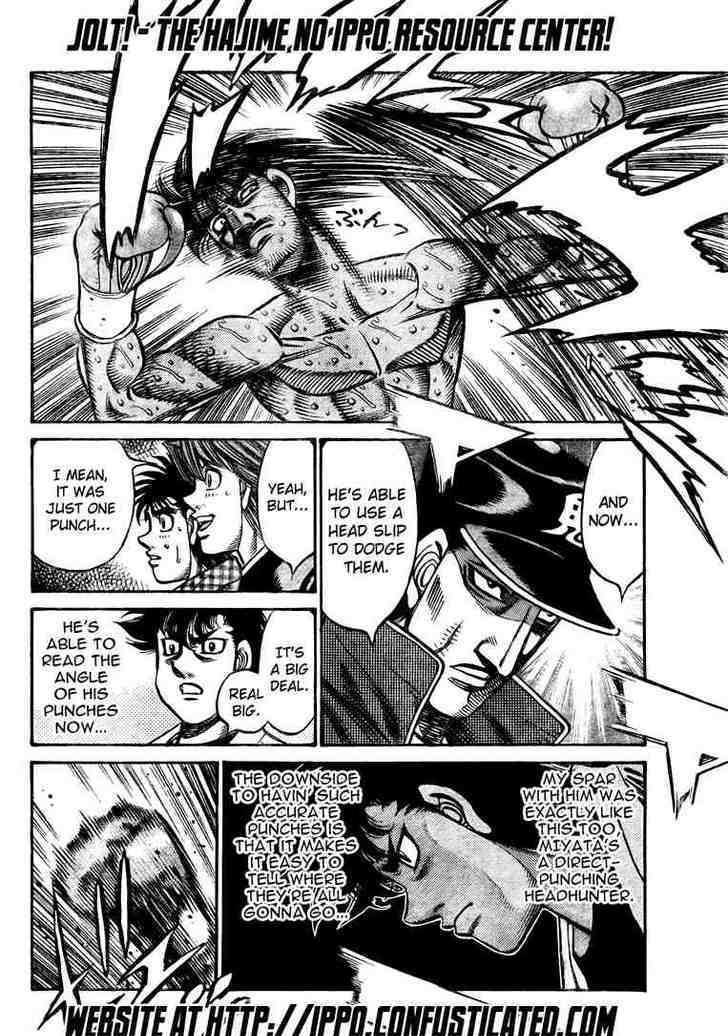 JOLT! - THE HAJIME NO IPPO RESOURCE CENTER!
ぶんっ
AND
NOW...
HE'S ABLE
TO USE A
HEAD SLIP
TO DODGE
THEM.
YEAH,
BUT...
I MEAN,
IT WAS
JUST ONE
PUNCH...
IT'S
A BIG
DEAL.
REAL
BIG.
HE'S
ABLE TO
READ THE
ANGLE
OF HIS
PUNCHES
NOW...
MY SPAR
WITH HIM WAS
EXACTLY LIKE
THIS TOO.
MIYATA'S
A DIRECT-
PUNCHING
HEADHUNTER.
THE DOWNSIDE
TO HAVIN' SUCH
ACCURATE
PUNCHES IS
THAT IT MAKES
IT EASY TO
TELL WHERE
THEY'RE ALL
GONNA GO...
WEBSITE AT HTTP://IPPO.CONFUSTICATED.COM